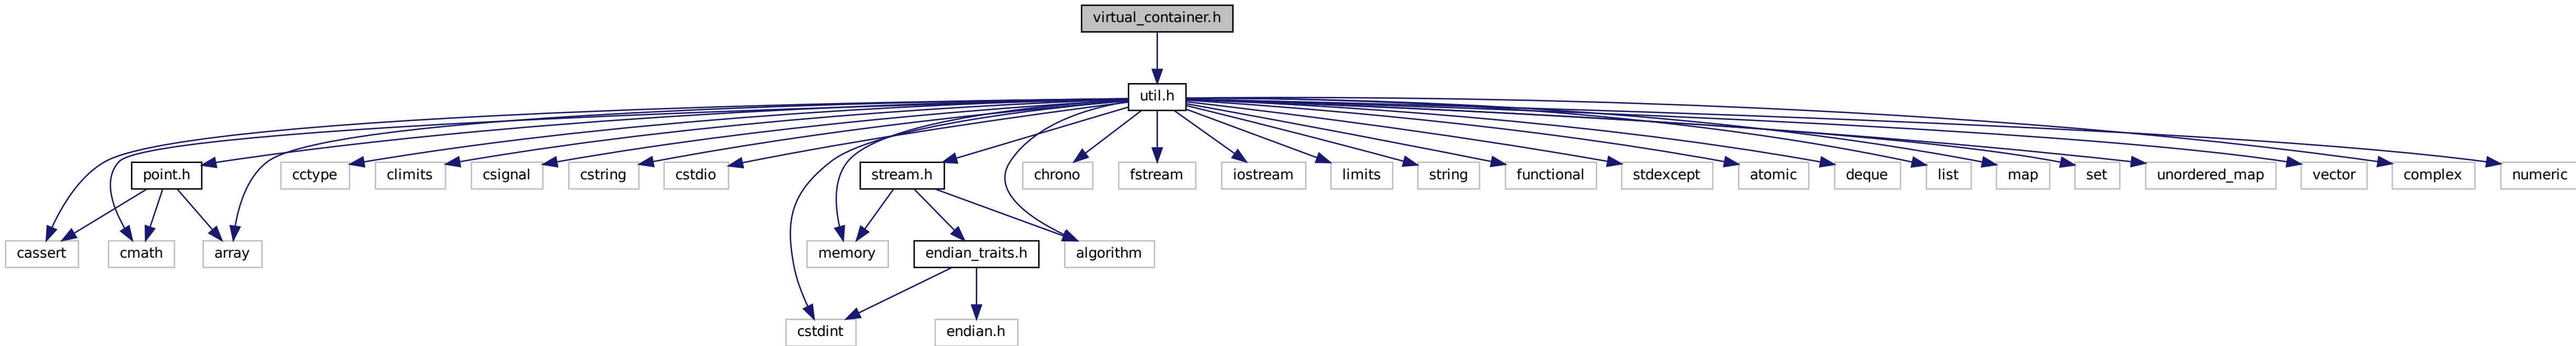 virtual_container.h
util.h
point.h
cctype
climits
csignal
cstring
cstdio
stream.h
chrono
fstream
iostream
limits
string
functional
stdexcept
atomic
deque
list
map
set
unordered_map
vector
complex
numeric
cassert
cmath
array
memory
endian_traits.h
algorithm
cstdint
endian.h